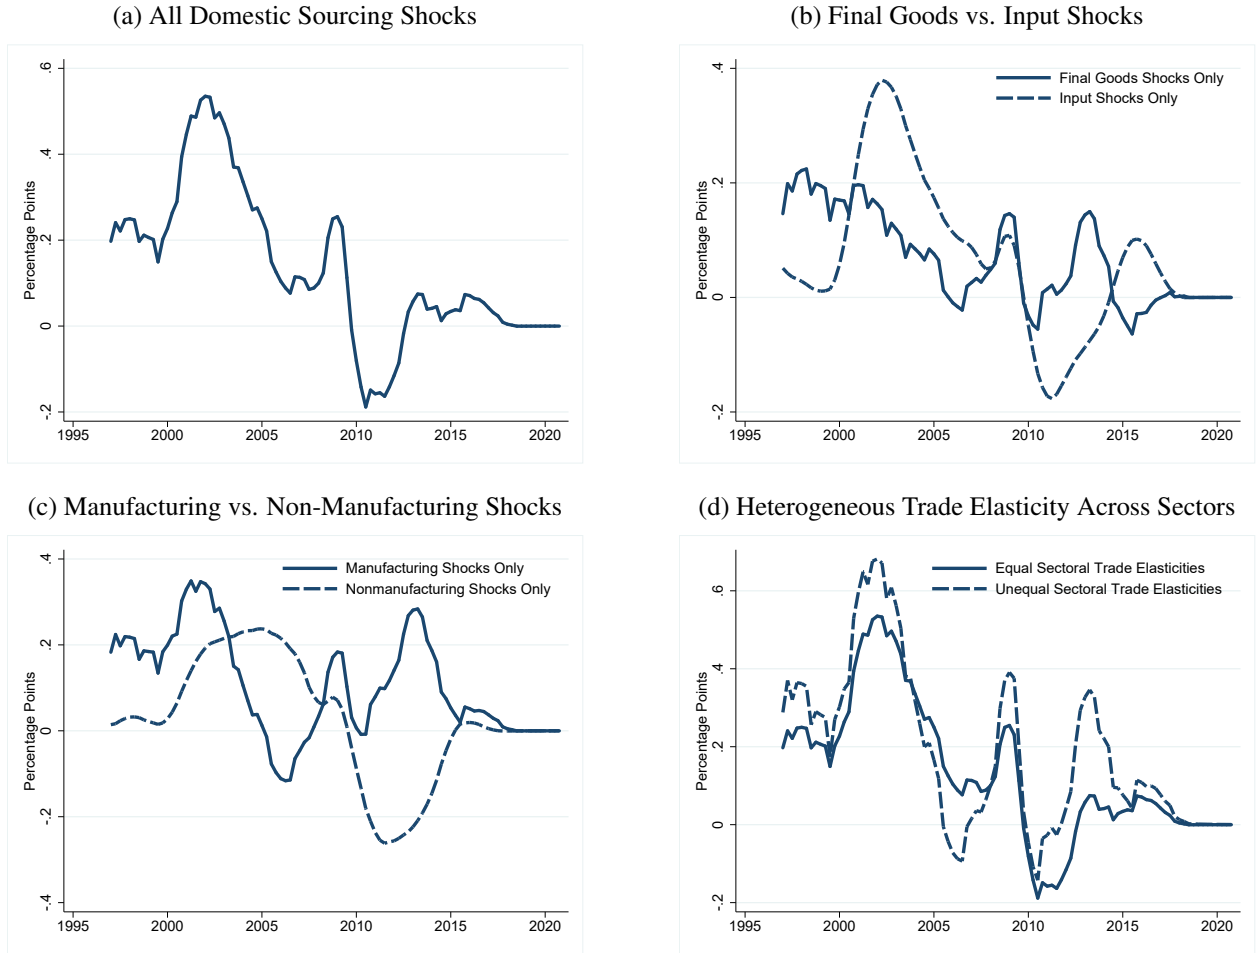 (a) All Domestic Sourcing Shocks
Percentage Points
.6
.4
.2
0
-.2
1995 2000 2005 2010 2015 2020
(b) Final Goods vs. Input Shocks
Percentage Points
.4
.2
0
-.2
Final Goods Shocks Only
Input Shocks Only
1995 2000 2005 2010 2015 2020
(c) Manufacturing vs. Non-Manufacturing Shocks
Percentage Points
.4
.2
0
-.2
-.4
Manufacturing Shocks Only
Nonmanufacturing Shocks Only
1995 2000 2005 2010 2015 2020
(d) Heterogeneous Trade Elasticity Across Sectors
Percentage Points
.6
.4
.2
0
-.2
Equal Sectoral Trade Elasticities
Unequal Sectoral Trade Elasticities
1995 2000 2005 2010 2015 2020